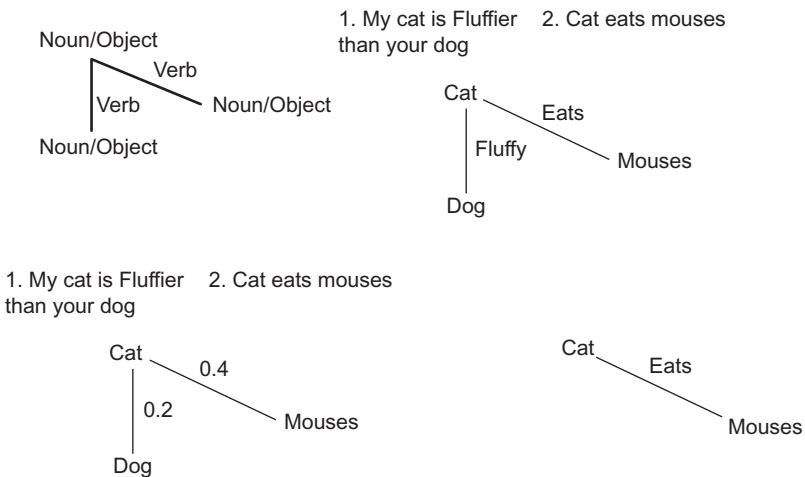 Noun/Object
Verb
Verb
Noun/Object
Noun/Object
1. My cat is Fluffier 2. Cat eats mouses
than your dog
Cat
Eats
Fluffy
Mouses
Dog
1. My cat is Fluffier 2. Cat eats mouses
than your dog
Cat
0.4
0.2
Mouses
Dog
Cat
Eats
Mouses